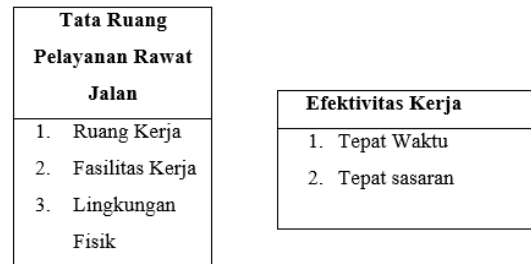 Tata Ruang
Pelayanan Rawat
Jalan
1. Ruang Kerja
2. Fasilitas Kerja
3. Lingkungan
Fisik
Efektivitas Kerja
1. Tepat Waktu
2. Tepat sasaran